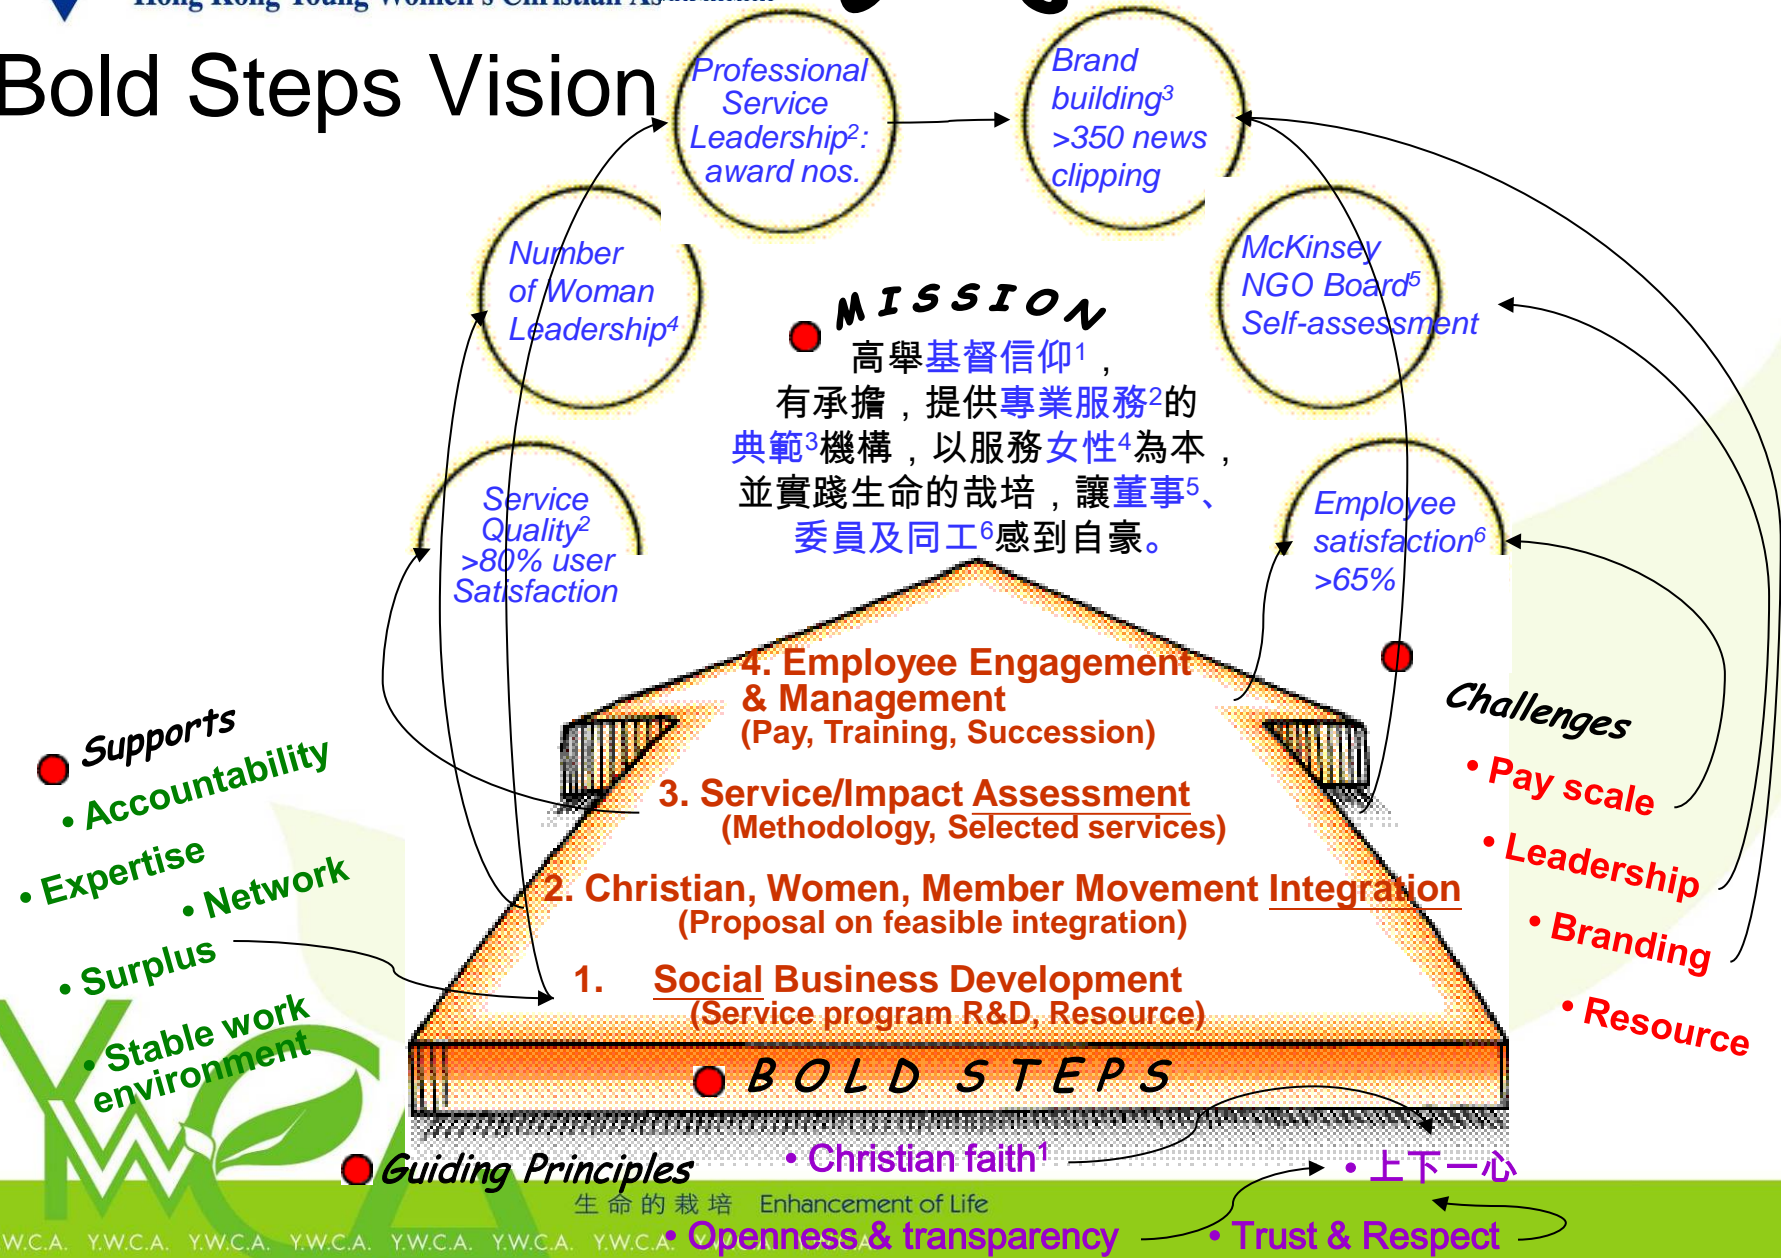 Hong Kong Young Women's Christian
Bold Steps Vision
Professional
Service
Leadership2:
award nos.
Brand
building3
>350 news
clipping
Number
of Woman
Leadership4
McKinsey
NGO Board5
Self-assessment
Service
Quality2
>80% user
Satisfaction
Employee
satisfaction6
>65%
MISSION
高舉基督信仰1，
有承擔，提供專業服務2的
典範3機構，以服務女性4為本，
並實踐生命的哉培，讓董事5、
委員及同工6感到自豪。
4. Employee Engagement
& Management
(Pay, Training, Succession)
3. Service/Impact Assessment
(Methodology, Selected services)
2. Christian, Women, Member Movement Integration
(Proposal on feasible integration)
1. Social Business Development
(Service program R&D, Resource)
BOLD STEPS
Supports
• Accountability
• Expertise
• Network
• Surplus
• Stable work
environment
Challenges
• Pay scale
• Leadership
• Branding
• Resource
Guiding Principles
• Christian faith1
• 上下一心
• Openness & transparency
• Trust & Respect
YWCA
生命的栽培 Enhancement of Life
W.C.A. Y.W.C.A. Y.W.C.A. Y.W.C.A. Y.W.C.A. Y.W.C.A. Y.W.C.A.